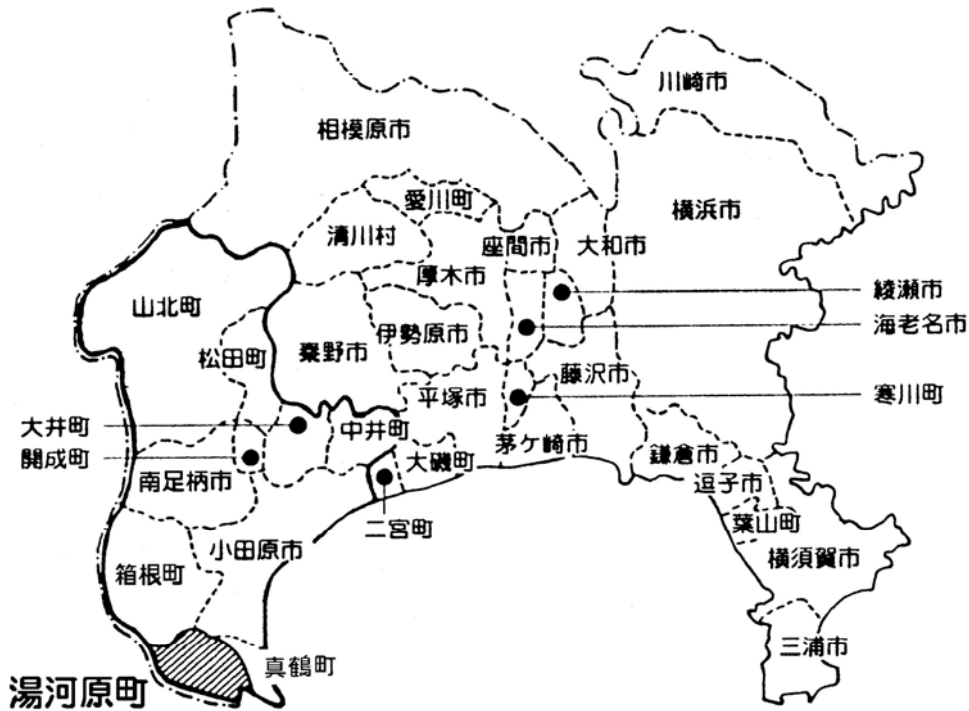 川崎市
相模原市
愛川町
横浜市
清川村
座間市
大和市
厚木市
綾瀬市
山北町
海老名市
伊勢原市
秦野市
松田町
藤沢市
平塚市
寒川町
大井町
中井町
茅ケ崎市
開成町
大磯町
鎌倉市
南足柄市
逗子市
二宮町
葉山町
小田原市
横須賀市
箱根町
三浦市
真鶴町
湯河原町